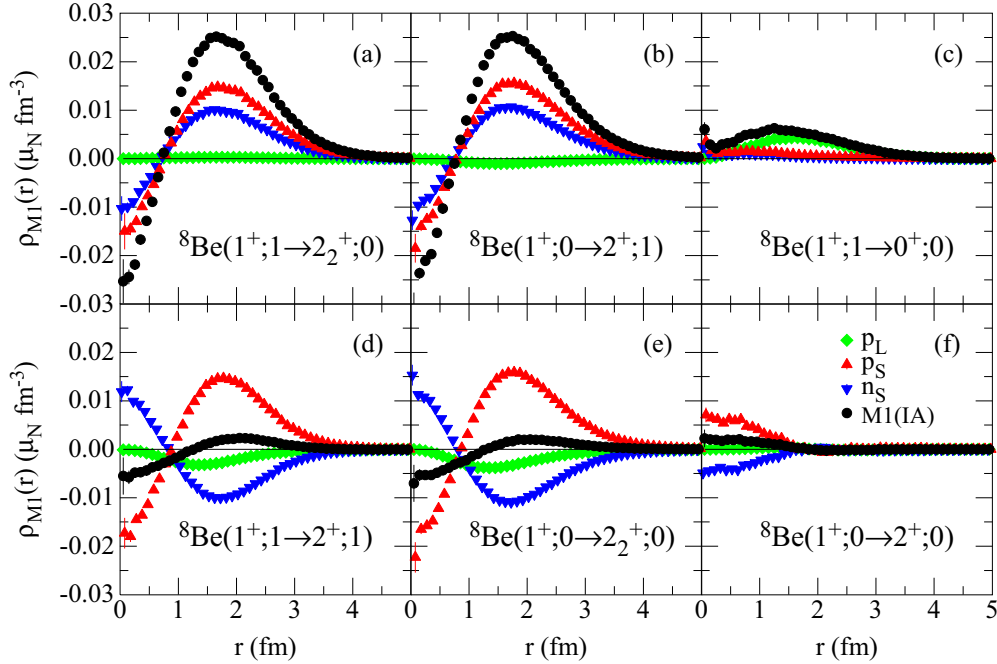 (a) (b) (c)
0.03
0.02
0.01
0.00
-0.01
-0.02
-0.03
ρM1(r) (μN fm-3)
8Be(1+;1→22+;0) 8Be(1+;0→2+;1) 8Be(1+;1→0+;0)
(d) (e) (f)
0.02
0.01
0.00
-0.01
-0.02
-0.03
ρM1(r) (μN fm-3)
pL
pS
nS
M1(IA)
8Be(1+;1→2+;1) 8Be(1+;0→22+;0) 8Be(1+;0→2+;0)
0 1 2 3 4 0 1 2 3 4 0 1 2 3 4 5
r (fm) r (fm) r (fm)